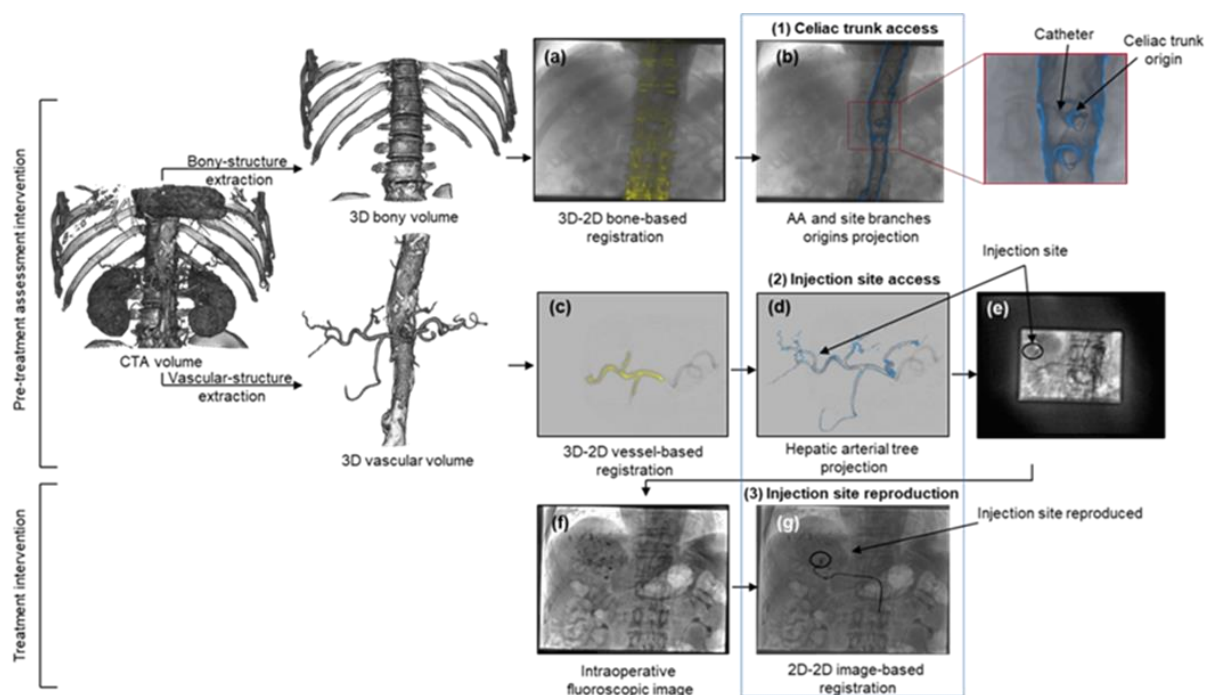 Pre-treatment assessment intervention
Treatment intervention
CTA volume
Bony-structure
extraction
Vascular-structure
extraction
3D bony volume
3D vascular volume
(a)
3D-2D bone-based
registration
(1) Celiac trunk access
(b)
AA and site branches
origins projection
Catheter
Celiac trunk
origin
(c)
3D-2D vessel-based
registration
(2) Injection site access
(d)
Hepatic arterial tree
projection
Injection site
(e)
(f)
Intraoperative
fluoroscopic image
(3) Injection site reproduction
(g)
2D-2D image-based
registration
Injection site reproduced